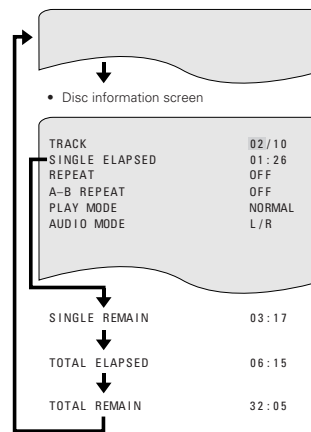 • Disc information screen
TRACK 02/10
SINGLE ELAPSED 01:26
REPEAT OFF
A–B REPEAT OFF
PLAY MODE NORMAL
AUDIO MODE L/R
SINGLE REMAIN 03:17
TOTAL ELAPSED 06:15
TOTAL REMAIN 32:05